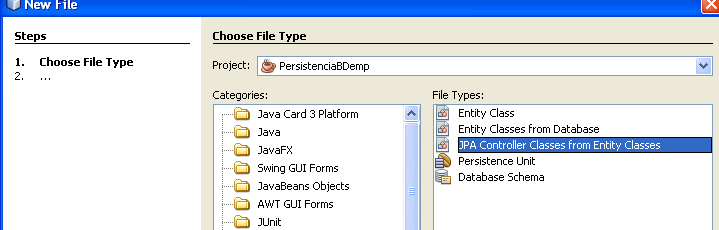 New File
Steps
1. Choose File Type
2. ...
Choose File Type
Project: PersistenciaBDemp
Categories:
Java Card 3 Platform
Java
JavaFX
Swing GUI Forms
JavaBeans Objects
AWT GUI Forms
JUnit
File Types:
Entity Class
Entity Classes from Database
JPA Controller Classes from Entity Classes
Persistence Unit
Database Schema